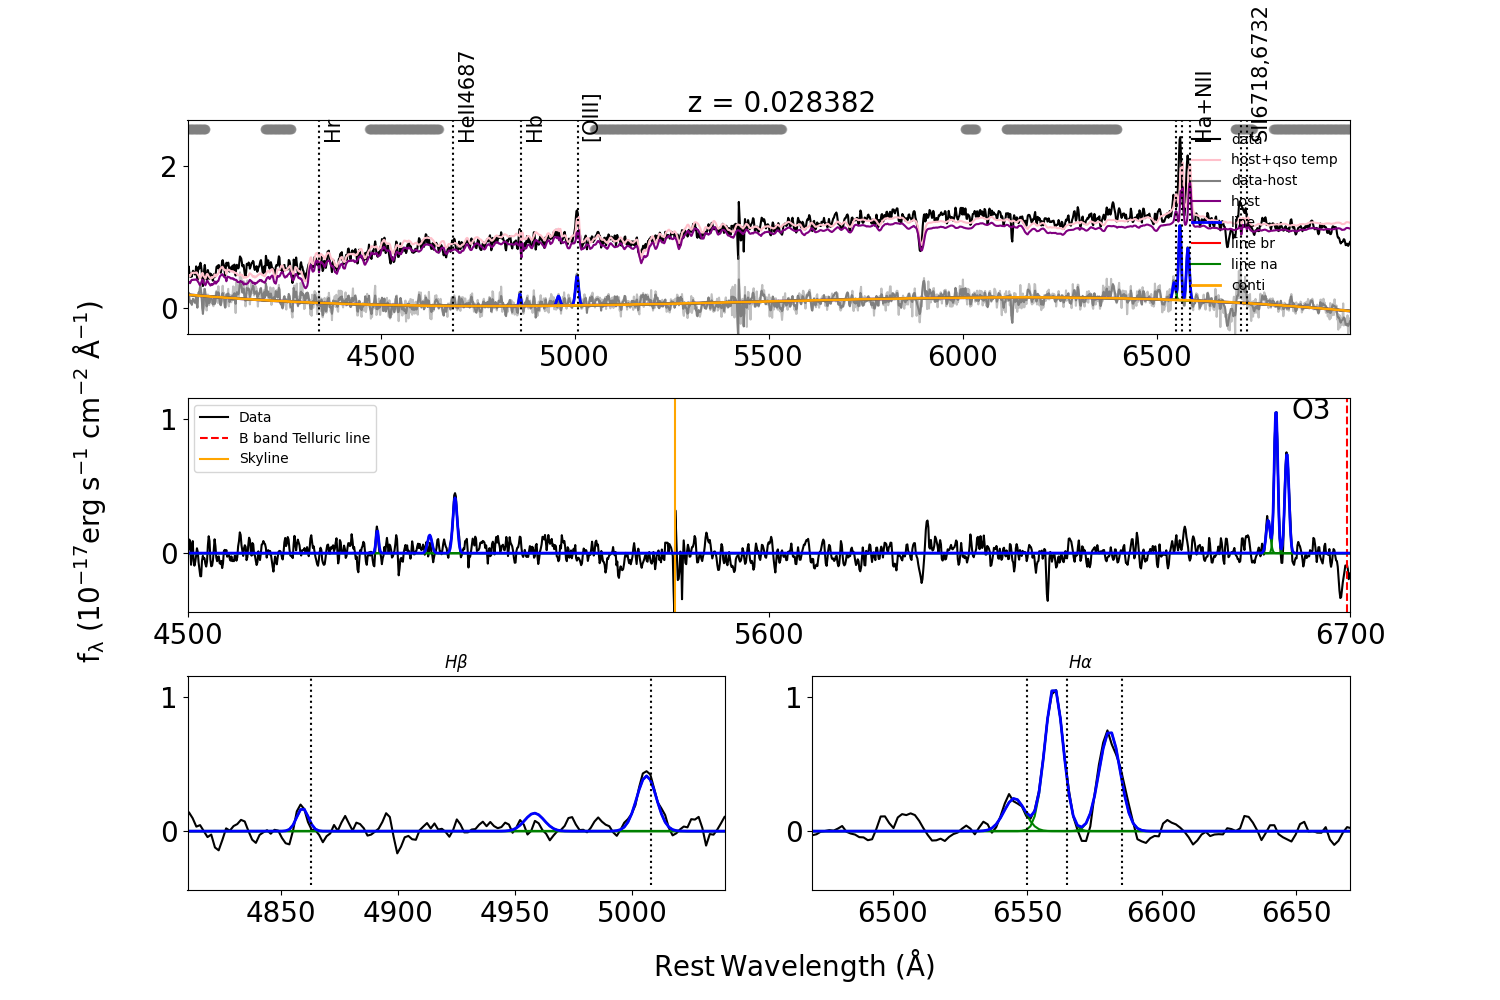 z = 0.028382
Hr
HeII4687
Hb
[OIII]
Ha+NII
SII6718,6732
data
host+qso temp
data-host
host
line
line br
line na
conti
2
0
4500 5000 5500 6000 6500
fλ (10⁻¹⁷erg s⁻¹ cm⁻² Å⁻¹)
Data
B band Telluric line
Skyline
O3
1
0
4500 5600 6700
Hβ
1
0
4850 4900 4950 5000
Hα
1
0
6500 6550 6600 6650
Rest Wavelength (Å)